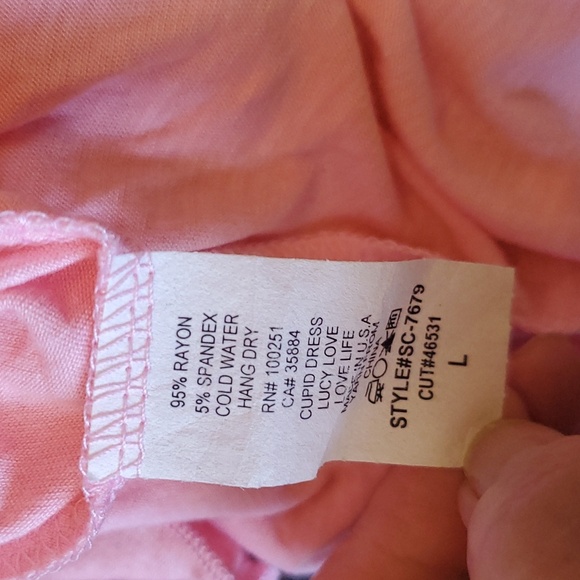 95% RAYON
5% SPANDEX
COLD WATER
HANG DRY
RN# 100251
CA# 35884
CUPID DRESS
LUCY LOVE
LOVE LIFE
U.S.A
STYLE#SC-7679
CUT#46531
L